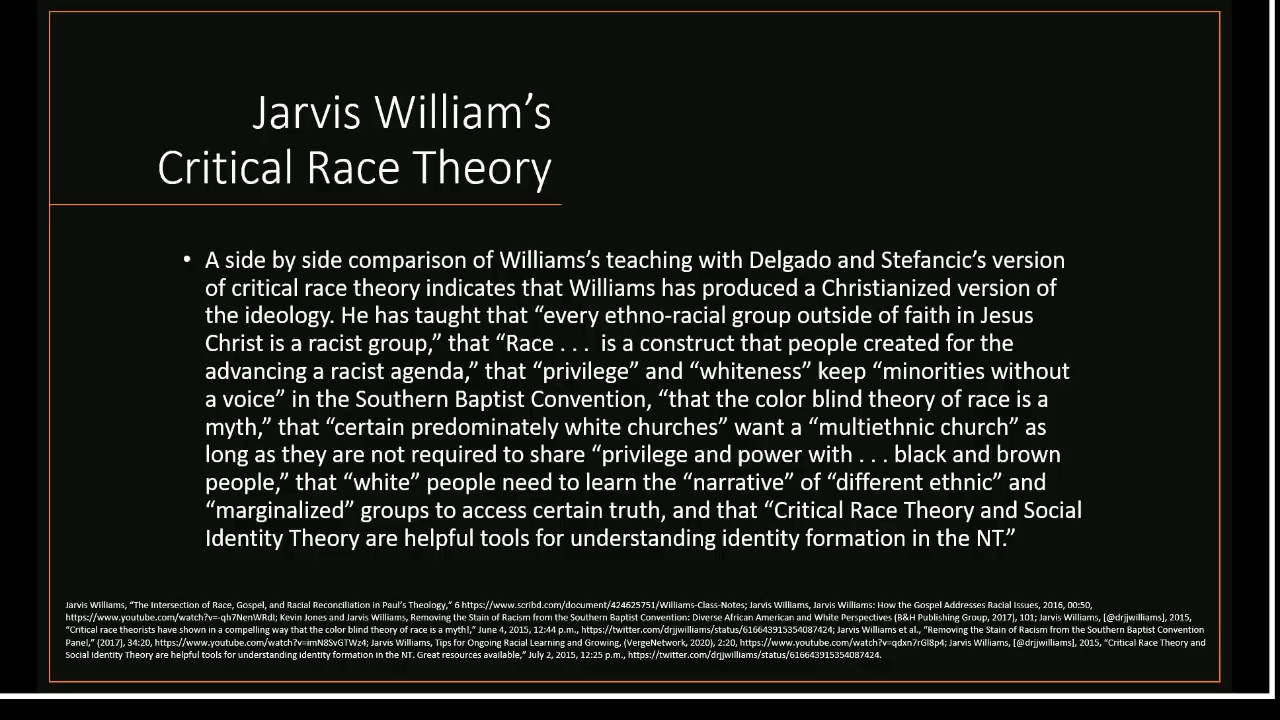 Jarvis William’s
Critical Race Theory
• A side by side comparison of Williams’s teaching with Delgado and Stefancic’s version
of critical race theory indicates that Williams has produced a Christianized version of
the ideology. He has taught that “every ethno-racial group outside of faith in Jesus
Christ is a racist group,” that “Race . . . is a construct that people created for the
advancing a racist agenda,” that “privilege” and “whiteness” keep “minorities without
a voice” in the Southern Baptist Convention, “that the color blind theory of race is a
myth,” that “certain predominately white churches” want a “multiethnic church” as
long as they are not required to share “privilege and power with . . . black and brown
people,” that “white” people need to learn the “narrative” of “different ethnic” and
“marginalized” groups to access certain truth, and that “Critical Race Theory and Social
Identity Theory are helpful tools for understanding identity formation in the NT.”
Jarvis Williams, “The Intersection of Race, Gospel, and Racial Reconciliation in Paul’s Theology,” 6 https://www.scribd.com/document/424625751/Williams-Class-Notes; Jarvis Williams, Jarvis Williams: How the Gospel Addresses Racial Issues, 2016, 00:50,
https://www.youtube.com/watch?v=-qh7NenWRdI; Kevin Jones and Jarvis Williams, Removing the Stain of Racism from the Southern Baptist Convention: Diverse African American and White Perspectives (B&H Publishing Group, 2017), 101; Jarvis Williams, [@drjjwilliams], 2015,
“Critical race theorists have shown in a compelling way that the color blind theory of race is a myth!,” June 4, 2015, 12:44 p.m., https://twitter.com/drjjwilliams/status/616643915354087424; Jarvis Williams et al., “Removing the Stain of Racism from the Southern Baptist Convention
Panel,” (2017), 34:20, https://www.youtube.com/watch?v=imN8SvGTWz4; Jarvis Williams, Tips for Ongoing Racial Learning and Growing, (VergeNetwork, 2020), 2:20, https://www.youtube.com/watch?v=qdxn7rGl8p4; Jarvis Williams, [@drjjwilliams], 2015, “Critical Race Theory and
Social Identity Theory are helpful tools for understanding identity formation in the NT. Great resources available,” July 2, 2015, 12:25 p.m., https://twitter.com/drjjwilliams/status/616643915354087424.